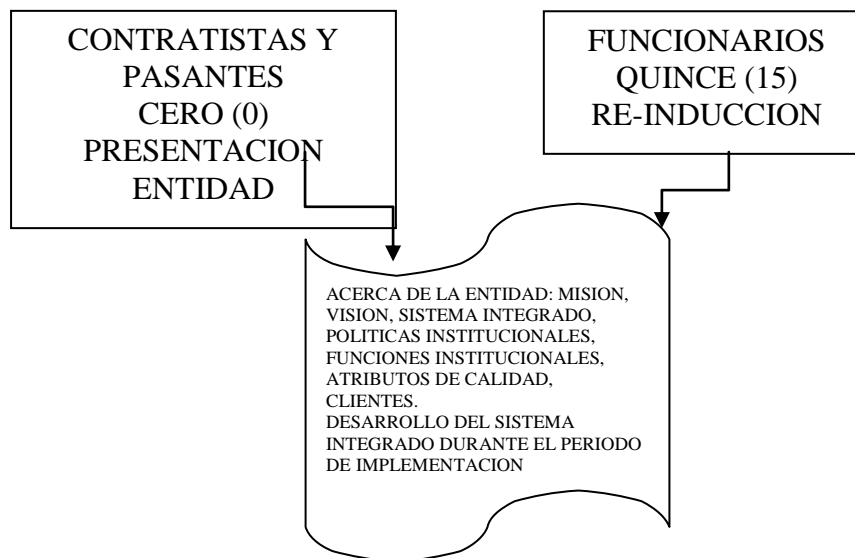 CONTRATISTAS Y
PASANTES
CERO (0)
PRESENTACION
ENTIDAD
FUNCIONARIOS
QUINCE (15)
RE-INDUCCION
ACERCA DE LA ENTIDAD: MISION,
VISION, SISTEMA INTEGRADO,
POLITICAS INSTITUCIONALES,
FUNCIONES INSTITUCIONALES,
ATRIBUTOS DE CALIDAD,
CLIENTES.
DESARROLLO DEL SISTEMA
INTEGRADO DURANTE EL PERIODO
DE IMPLEMENTACION